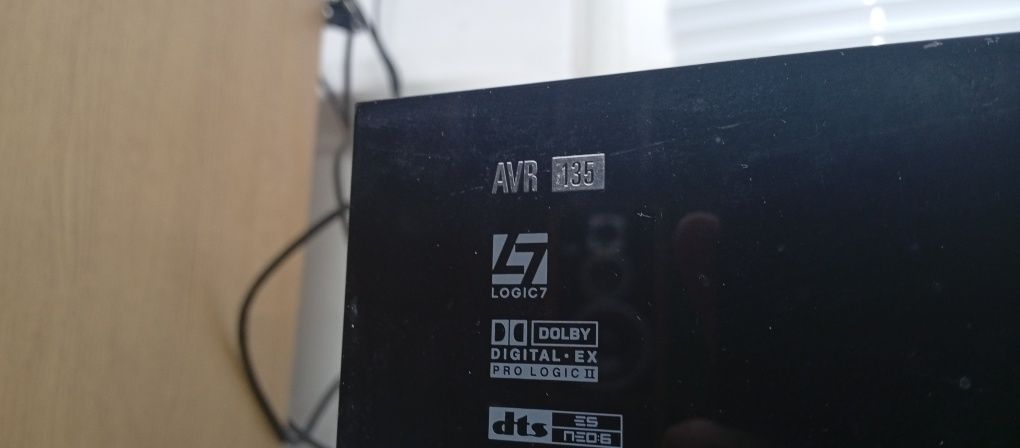 AVR 135
LOGIC7
DOLBY
DIGITAL·EX
PRO LOGIC II
dts ES
NEO:6